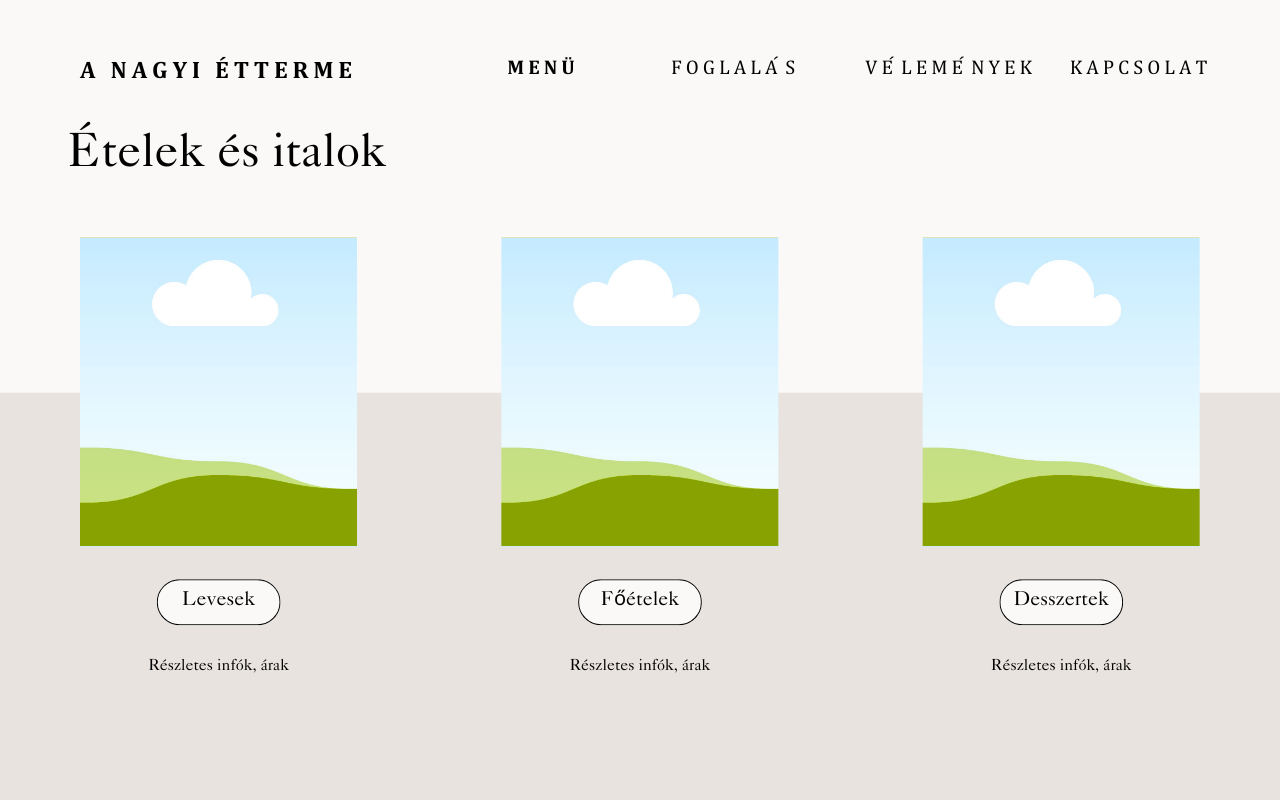 A NAGYI ÉTTERME
MENÜ
FOGLALÁS
VÉLEMÉNYEK
KAPCSOLAT
Ételek és italok
Levesek
Főételek
Desszertek
Részletes infók, árak
Részletes infók, árak
Részletes infók, árak